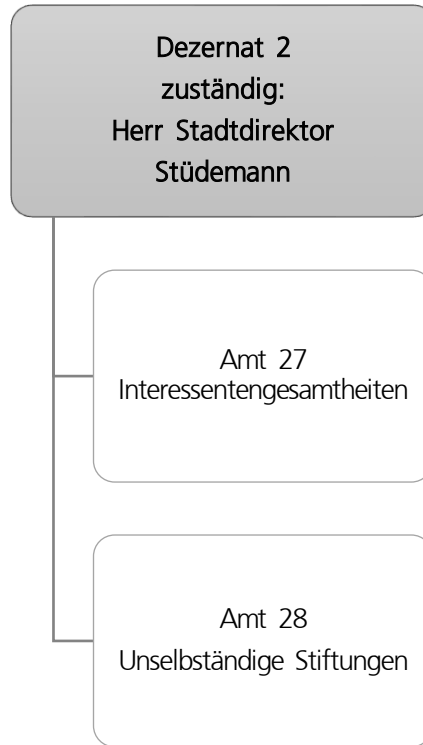 Dezernat 2
zuständig:
Herr Stadtdirektor
Stüdemann
Amt 27
Interessentengesamtheiten
Amt 28
Unselbständige Stiftungen